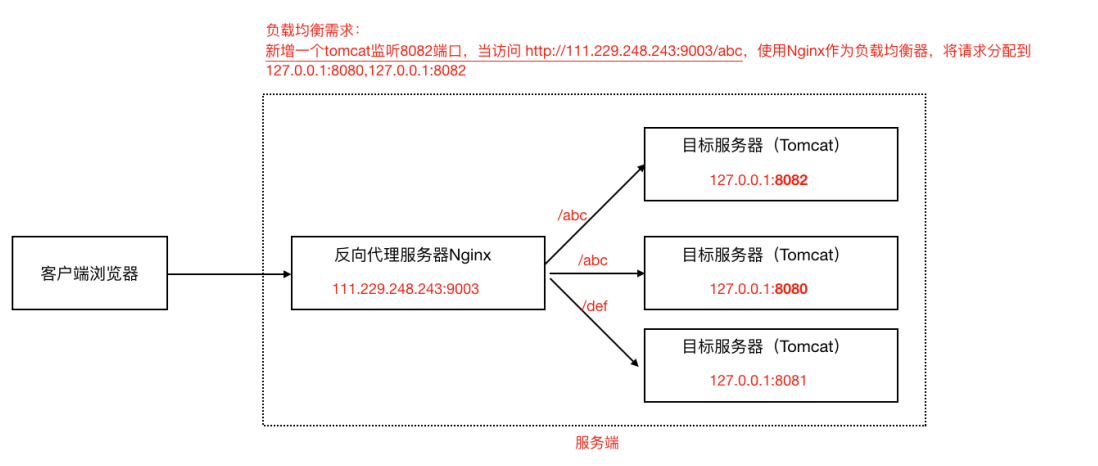 负载均衡需求：
新增一个tomcat监听8082端口，当访问 http://111.229.248.243:9003/abc，使用Nginx作为负载均衡器，将请求分配到
127.0.0.1:8080,127.0.0.1:8082
目标服务器（Tomcat）
127.0.0.1:8082
/abc
客户端浏览器
反向代理服务器Nginx
111.229.248.243:9003
/abc
目标服务器（Tomcat）
127.0.0.1:8080
/def
目标服务器（Tomcat）
127.0.0.1:8081
服务端